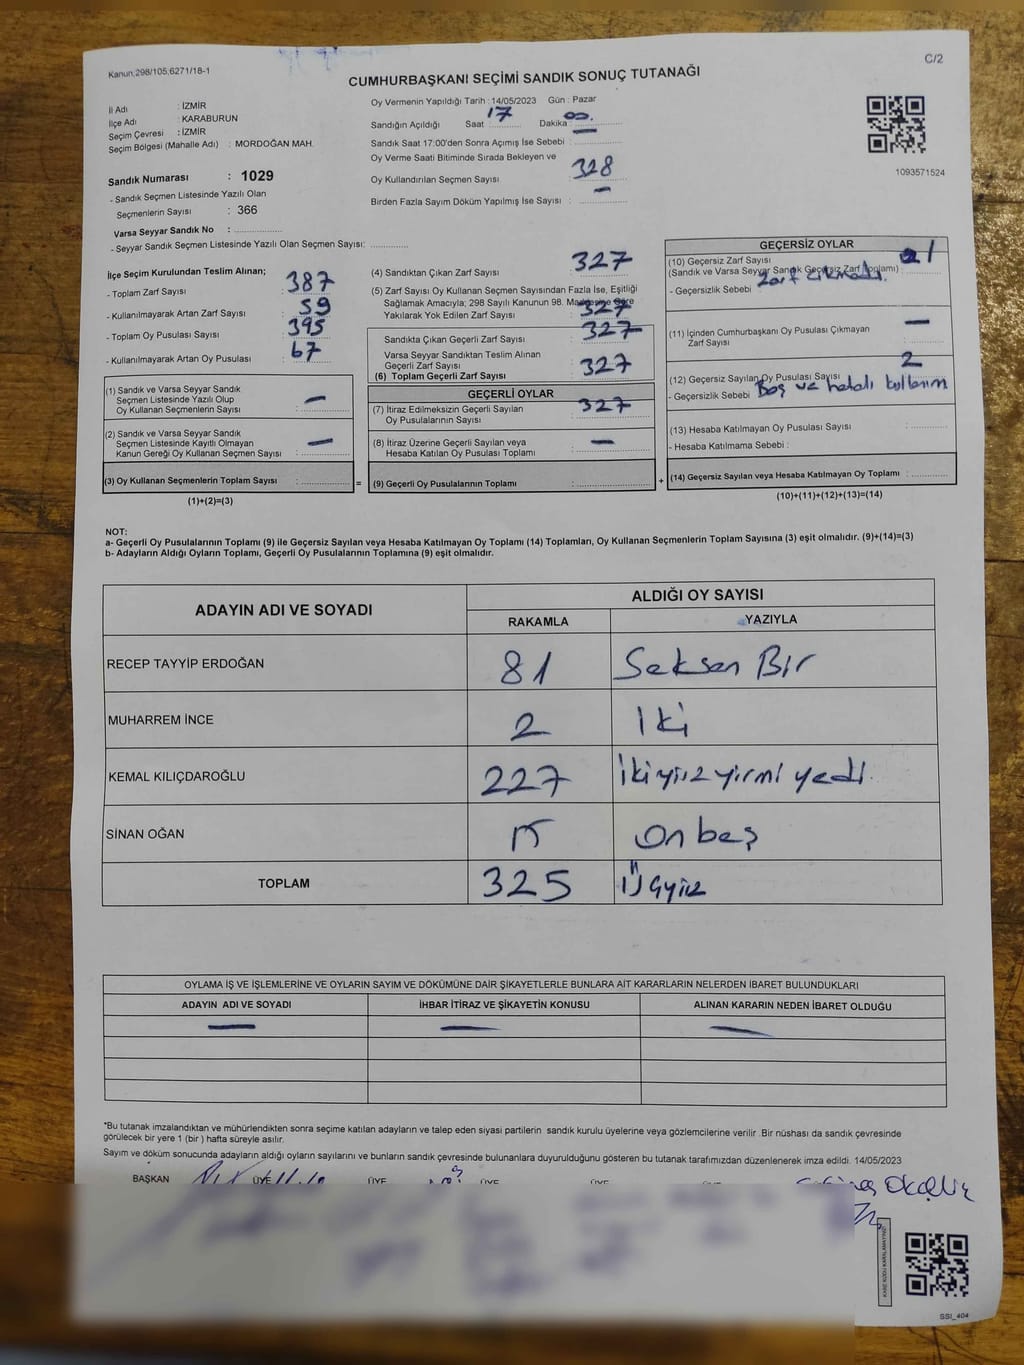 Kanun,298/105;6271/18-1
C/2
CUMHURBAŞKANI SEÇİMİ SANDIK SONUÇ TUTANAĞI
İl Adı : İZMİR
İlçe Adı : KARABURUN
Seçim Çevresi : İZMİR
Seçim Bölgesi (Mahalle Adı) : MORDOĞAN MAH.
Sandık Numarası : 1029
- Sandık Seçmen Listesinde Yazılı Olan
Seçmenlerin Sayısı : 366
Varsa Seyyar Sandık No :
- Seyyar Sandık Seçmen Listesinde Yazılı Olan Seçmen Sayısı:
Oy Vermenin Yapıldığı Tarih : 14/05/2023 Gün : Pazar
Sandığın Açıldığı Saat 17 Dakika : 00.
Sandık Saat 17:00'den Sonra Açımış İse Sebebi :
Oy Verme Saati Bitiminde Sırada Bekleyen ve
Oy Kullandırılan Seçmen Sayısı : 328
Birden Fazla Sayım Döküm Yapılmış İse Sayısı : —
1093571524
İlçe Seçim Kurulundan Teslim Alınan;
- Toplam Zarf Sayısı : 387
- Kullanılmayarak Artan Zarf Sayısı : 59
- Toplam Oy Pusulası Sayısı : 395
- Kullanılmayarak Artan Oy Pusulası : 67
(1) Sandık ve Varsa Seyyar Sandık
Seçmen Listesinde Yazılı Olup
Oy Kullanan Seçmenlerin Sayısı : —
(2) Sandık ve Varsa Seyyar Sandık
Seçmen Listesinde Kayıtlı Olmayan
Kanun Gereği Oy Kullanan Seçmen Sayısı : —
(3) Oy Kullanan Seçmenlerin Toplam Sayısı :
(1)+(2)=(3)
(4) Sandıktan Çıkan Zarf Sayısı : 327
(5) Zarf Sayısı Oy Kullanan Seçmen Sayısından Fazla İse, Eşitliği
Sağlamak Amacıyla; 298 Sayılı Kanunun 98. Maddesine Göre
Yakılarak Yok Edilen Zarf Sayısı : 327
Sandıkta Çıkan Geçerli Zarf Sayısı : 327
Varsa Seyyar Sandıktan Teslim Alınan
Geçerli Zarf Sayısı
(6) Toplam Geçerli Zarf Sayısı : 327
GEÇERLİ OYLAR
(7) İtiraz Edilmeksizin Geçerli Sayılan
Oy Pusulalarının Sayısı : 327
(8) İtiraz Üzerine Geçerli Sayılan veya
Hesaba Katılan Oy Pusulası Toplamı : —
(9) Geçerli Oy Pusulalarının Toplamı :
GEÇERSİZ OYLAR
(10) Geçersiz Zarf Sayısı
(Sandık ve Varsa Seyyar Sandık Geçersiz Zarf Toplamı) : 1
- Geçersizlik Sebebi : Zarf çıkmadı.
(11) İçinden Cumhurbaşkanı Oy Pusulası Çıkmayan
Zarf Sayısı : —
(12) Geçersiz Sayılan Oy Pusulası Sayısı : 2
- Geçersizlik Sebebi : Boş ve hatalı kullanım
(13) Hesaba Katılmayan Oy Pusulası Sayısı :
- Hesaba Katılmama Sebebi :
(14) Geçersiz Sayılan veya Hesaba Katılmayan Oy Toplamı :
(10)+(11)+(12)+(13)=(14)
NOT:
a- Geçerli Oy Pusulalarının Toplamı (9) ile Geçersiz Sayılan veya Hesaba Katılmayan Oy Toplamı (14) Toplamları, Oy Kullanan Seçmenlerin Toplam Sayısına (3) eşit olmalıdır. (9)+(14)=(3)
b- Adayların Aldığı Oyların Toplamı, Geçerli Oy Pusulalarının Toplamına (9) eşit olmalıdır.
ADAYIN ADI VE SOYADI ALDIĞI OY SAYISI
RAKAMLA YAZIYLA
RECEP TAYYİP ERDOĞAN 81 Seksen Bir
MUHARREM İNCE 2 İki
KEMAL KILIÇDAROĞLU 227 İkiyüzyirmi yedi.
SİNAN OĞAN 15 Onbeş
TOPLAM 325 Üçyüz
OYLAMA İŞ VE İŞLEMLERİNE VE OYLARIN SAYIM VE DÖKÜMÜNE DAİR ŞİKAYETLERLE BUNLARA AİT KARARLARIN NELERDEN İBARET BULUNDUKLARI
ADAYIN ADI VE SOYADI İHBAR İTİRAZ VE ŞİKAYETİN KONUSU ALINAN KARARIN NEDEN İBARET OLDUĞU
— — —
*Bu tutanak imzalandıktan ve mühürlendikten sonra seçime katılan adayların ve talep eden siyasi partilerin sandık kurulu üyelerine veya gözlemcilerine verilir .Bir nüshası da sandık çevresinde
görülecek bir yere 1 (bir ) hafta süreyle asılır.
Sayım ve döküm sonucunda adayların aldığı oyların sayılarını ve bunların sandık çevresinde bulunanlara duyurulduğunu gösteren bu tutanak tarafımızdan düzenlenerek imza edildi. 14/05/2023
BAŞKAN ÜYE ÜYE ÜYE ÜYE ÜYE
SSI_404